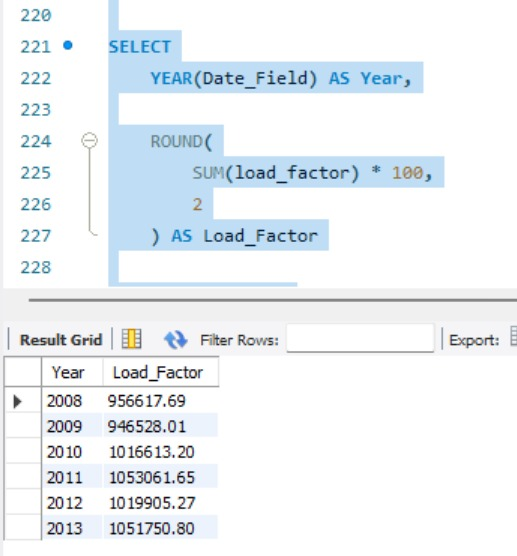 220
221 SELECT
222 YEAR(Date_Field) AS Year,
223
224 ROUND(
225 SUM(load_factor) * 100,
226 2
227 ) AS Load_Factor
228
Result Grid Filter Rows: Export:
Year Load_Factor
2008 956617.69
2009 946528.01
2010 1016613.20
2011 1053061.65
2012 1019905.27
2013 1051750.80